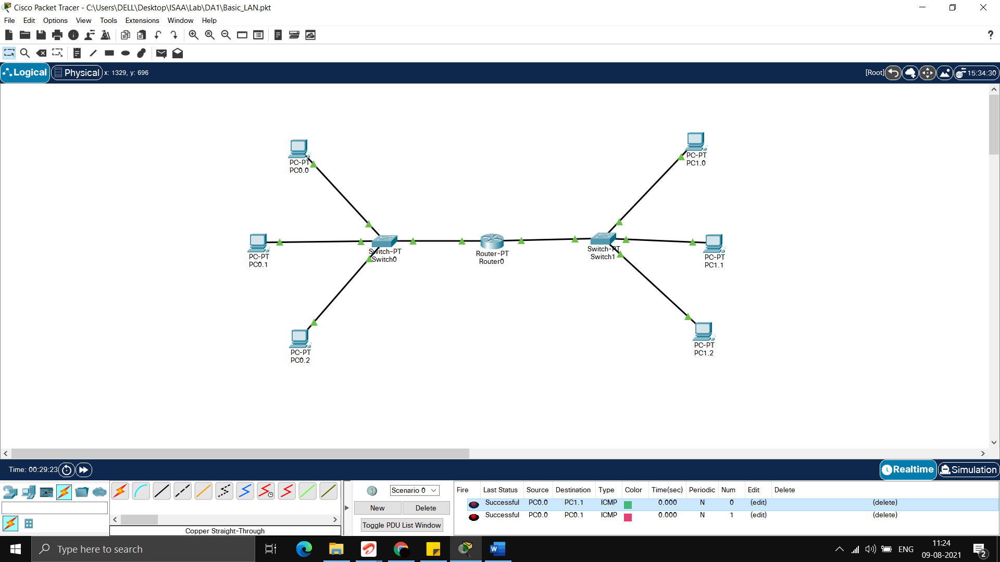 Cisco Packet Tracer - C:\Users\DELL\Desktop\ISAA\Lab\DA1\Basic_LAN.pkt
File Edit Options View Tools Extensions Window Help
?
Logical Physical x: 1329, y: 696 [Root] 15:34:30
PC-PT
PC0.0
PC-PT
PC1.0
PC-PT
PC0.1
Switch-PT
Switch0
Router-PT
Router0
Switch-PT
Switch1
PC-PT
PC1.1
PC-PT
PC0.2
PC-PT
PC1.2
Time: 00:29:23 Realtime Simulation
Scenario 0
New Delete
Toggle PDU List Window
Copper Straight-Through
Fire Last Status Source Destination Type Color Time(sec) Periodic Num Edit Delete
Successful PC0.0 PC1.1 ICMP 0.000 N 0 (edit) (delete)
Successful PC0.0 PC0.1 ICMP 0.000 N 1 (edit) (delete)
Type here to search
W
ENG
11:24
09-08-2021
2